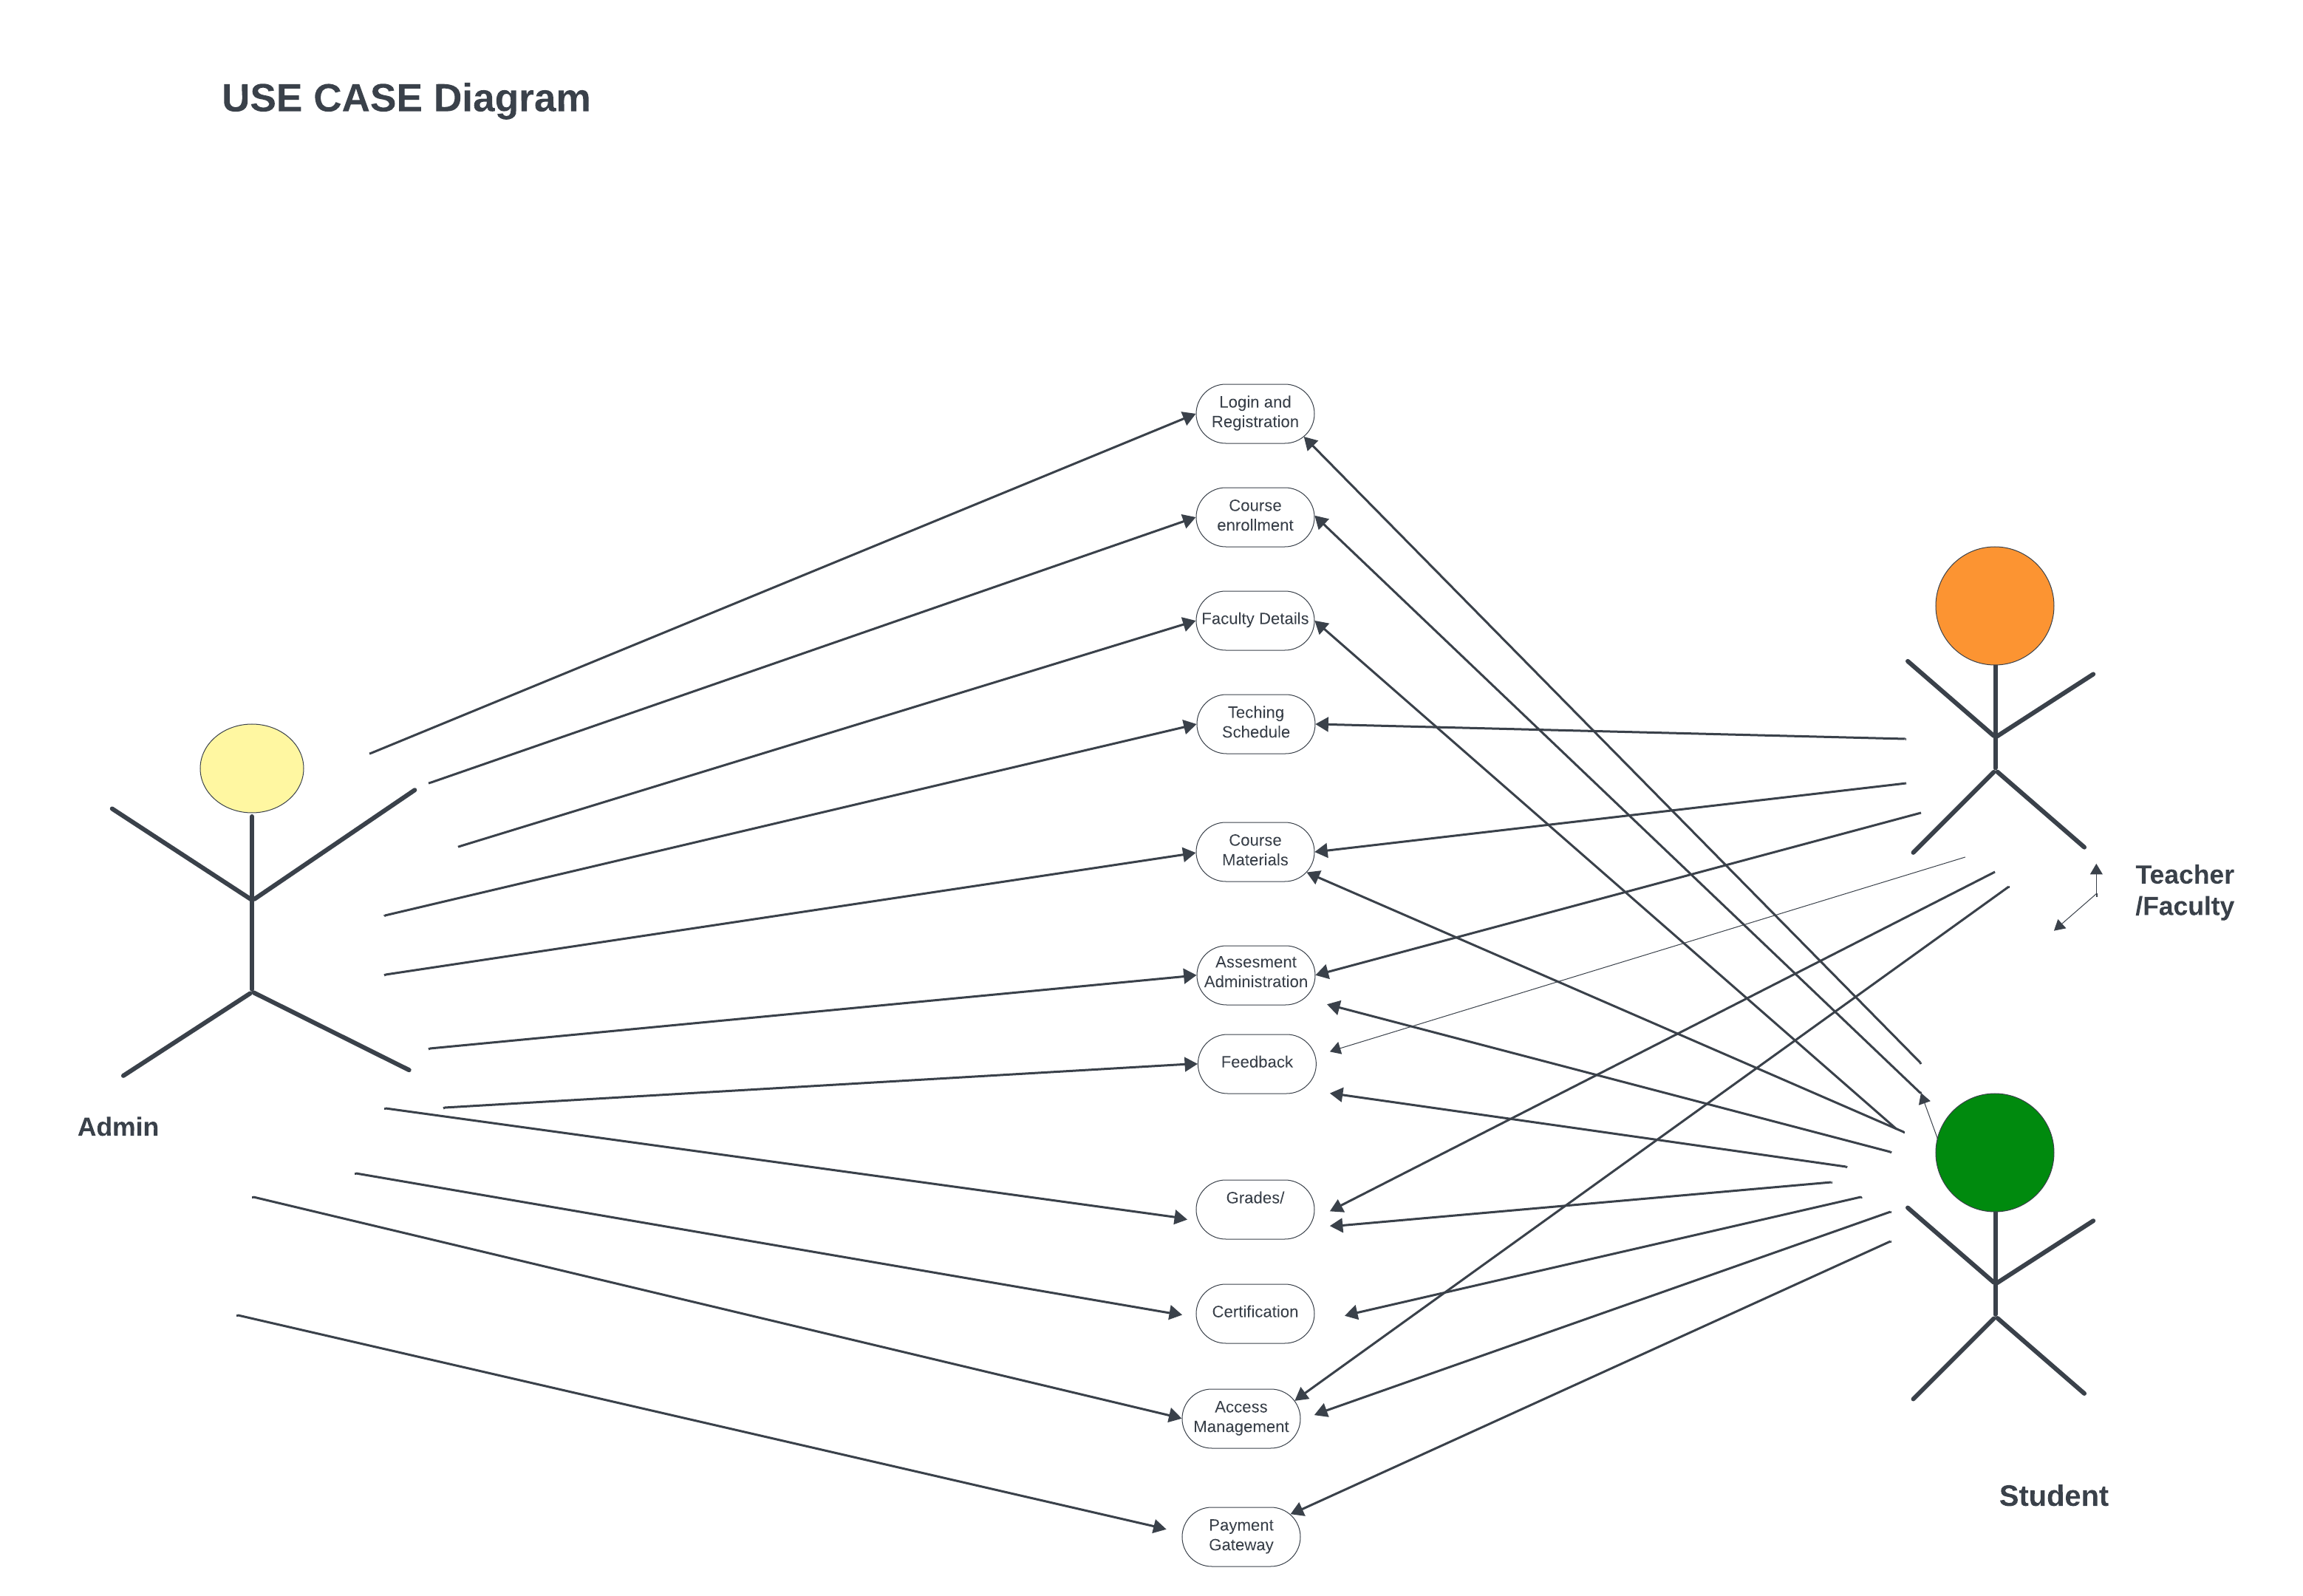 USE CASE Diagram
Login and
Registration
Course
enrollment
Faculty Details
Teching
Schedule
Course
Materials
Assesment
Administration
Feedback
Grades/
Certification
Access
Management
Payment
Gateway
Admin
Teacher
/Faculty
Student